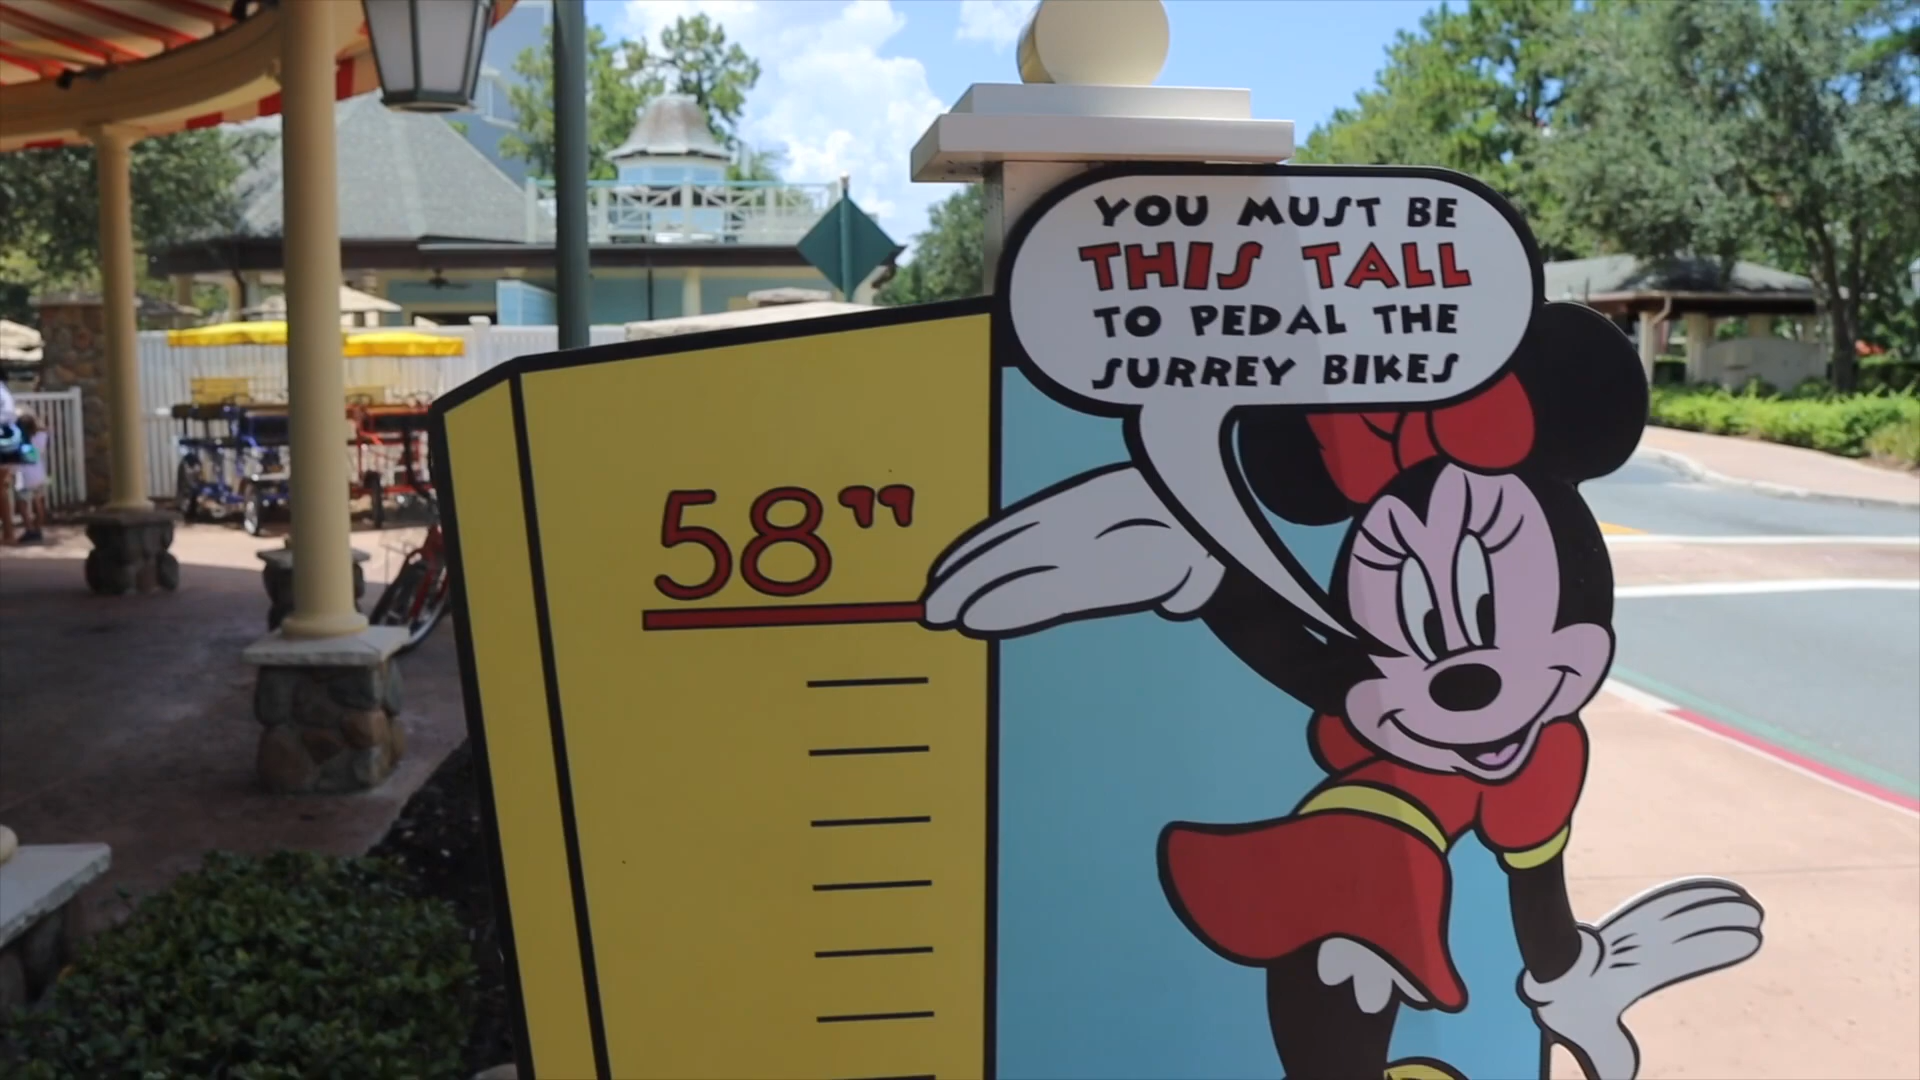 YOU MUST BE
THIS TALL
TO PEDAL THE
SURREY BIKES
58"